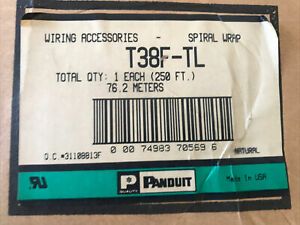 WIRING ACCESSORIES - SPIRAL WRAP
T38F-TL
TOTAL QTY: 1 EACH (250 FT.)
76.2 METERS
Q.C.#31108813F
0 00 74983 70569 6
NATURAL
PANDUIT
Made In USA